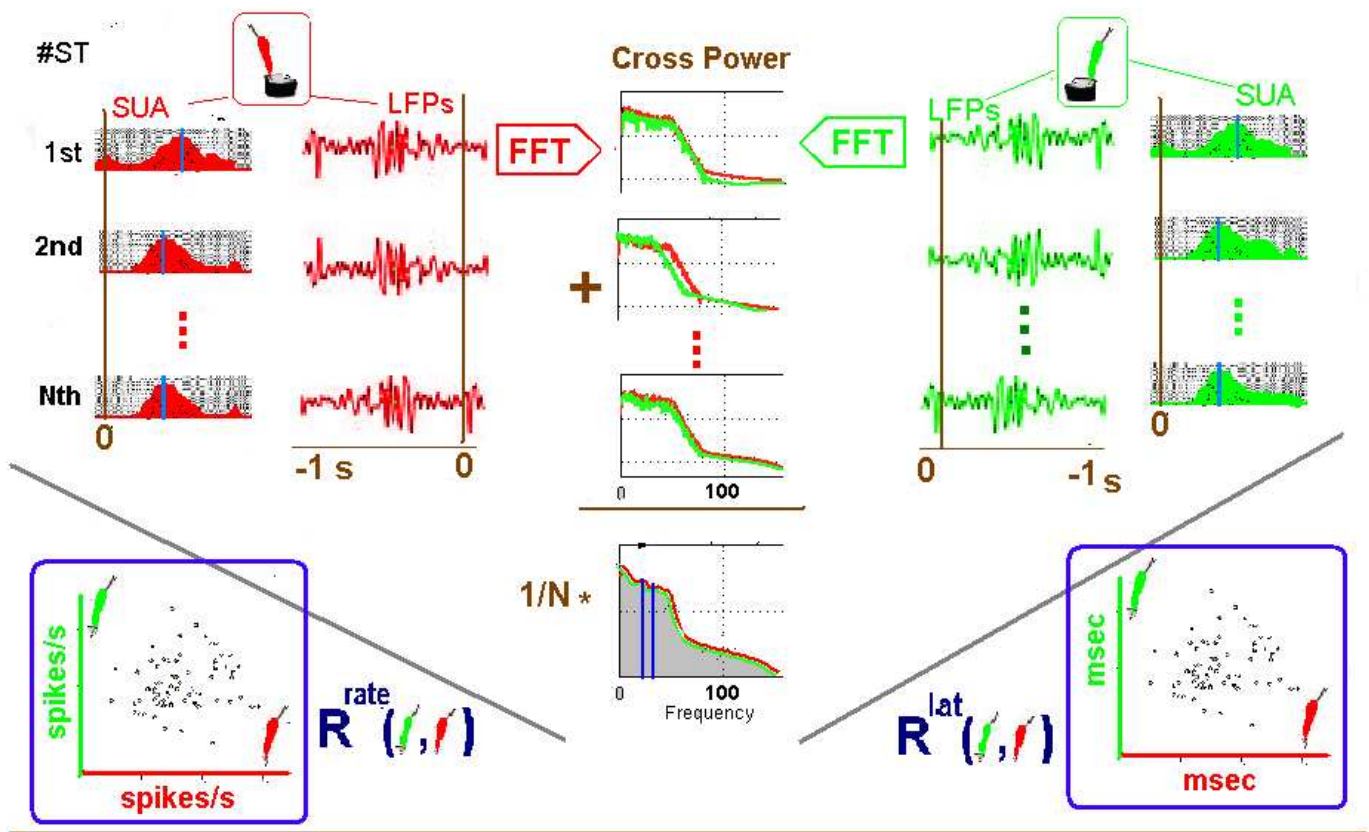 #ST
Cross Power
SUA
LFPs
LFPs
SUA
1st
FFT
FFT
2nd
+
Nth
0
-1 s
0
0
100
0
-1 s
0
1/N *
0
100
Frequency
spikes/s
spikes/s
R rate ( , )
R lat ( , )
msec
msec